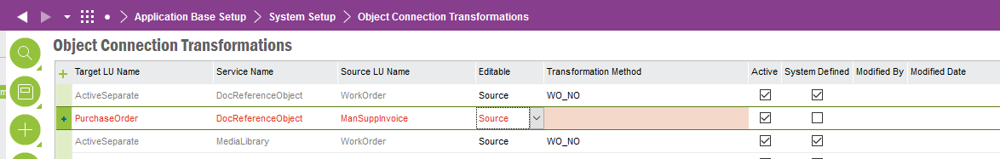 Application Base Setup System Setup Object Connection Transformations
Object Connection Transformations
Target LU Name Service Name Source LU Name Editable Transformation Method Active System Defined Modified By Modified Date
ActiveSeparate DocReferenceObject WorkOrder Source WO_NO
PurchaseOrder DocReferenceObject ManSuppInvoice Source
ActiveSeparate MediaLibrary WorkOrder Source WO_NO